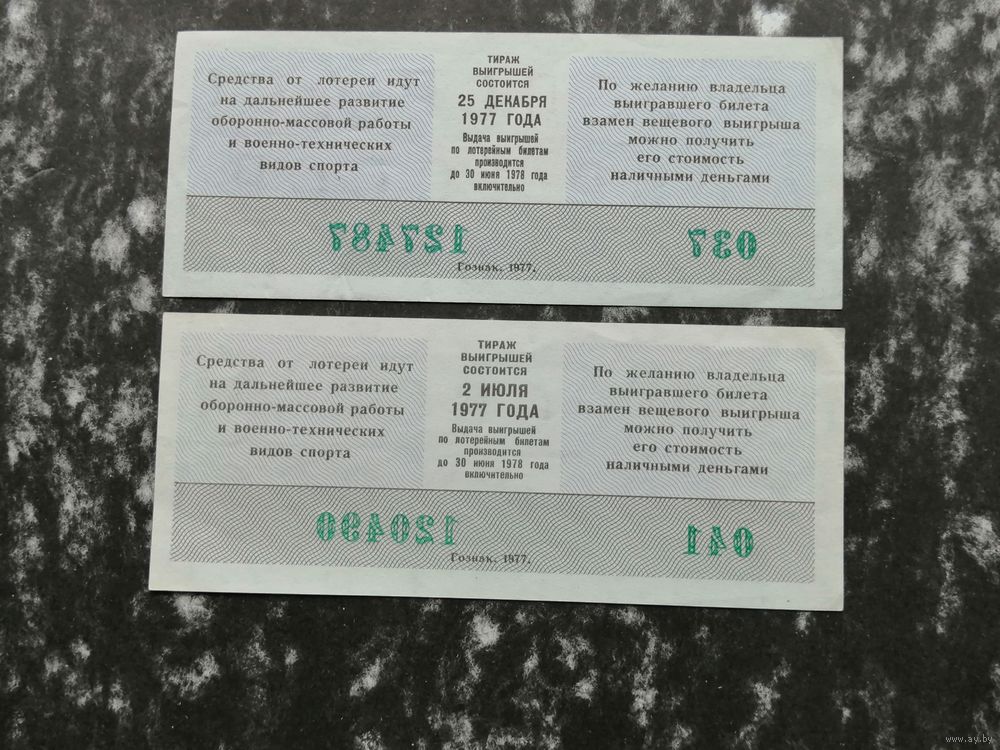 Средства от лотереи идут
на дальнейшее развитие
оборонно-массовой работы
и военно-технических
видов спорта
ТИРАЖ
ВЫИГРЫШЕЙ
СОСТОИТСЯ
25 ДЕКАБРЯ
1977 ГОДА
Выдача выигрышей
по лотерейным билетам
производится
до 30 июня 1978 года
включительно
По желанию владельца
выигравшего билета
взамен вещевого выигрыша
можно получить
его стоимость
наличными деньгами
127487
037
Гознак. 1977.
Средства от лотереи идут
на дальнейшее развитие
оборонно-массовой работы
и военно-технических
видов спорта
ТИРАЖ
ВЫИГРЫШЕЙ
СОСТОИТСЯ
2 ИЮЛЯ
1977 ГОДА
Выдача выигрышей
по лотерейным билетам
производится
до 30 июня 1978 года
включительно
По желанию владельца
выигравшего билета
взамен вещевого выигрыша
можно получить
его стоимость
наличными деньгами
120490
041
Гознак. 1977.
www.ay.by